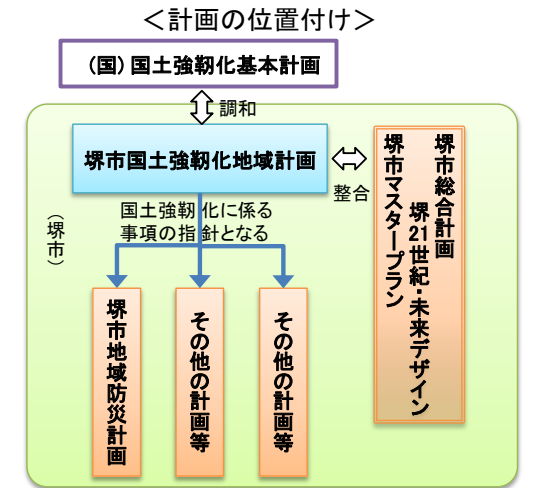 ＜計画の位置付け＞
(国)国土強靱化基本計画
調和
堺市国土強靱化地域計画
整合
国土強靱化に係る
事項の指針となる
(堺市)
堺市総合計画
堺21世紀・未来デザイン
堺市マスタープラン
堺市地域防災計画
その他の計画等
その他の計画等